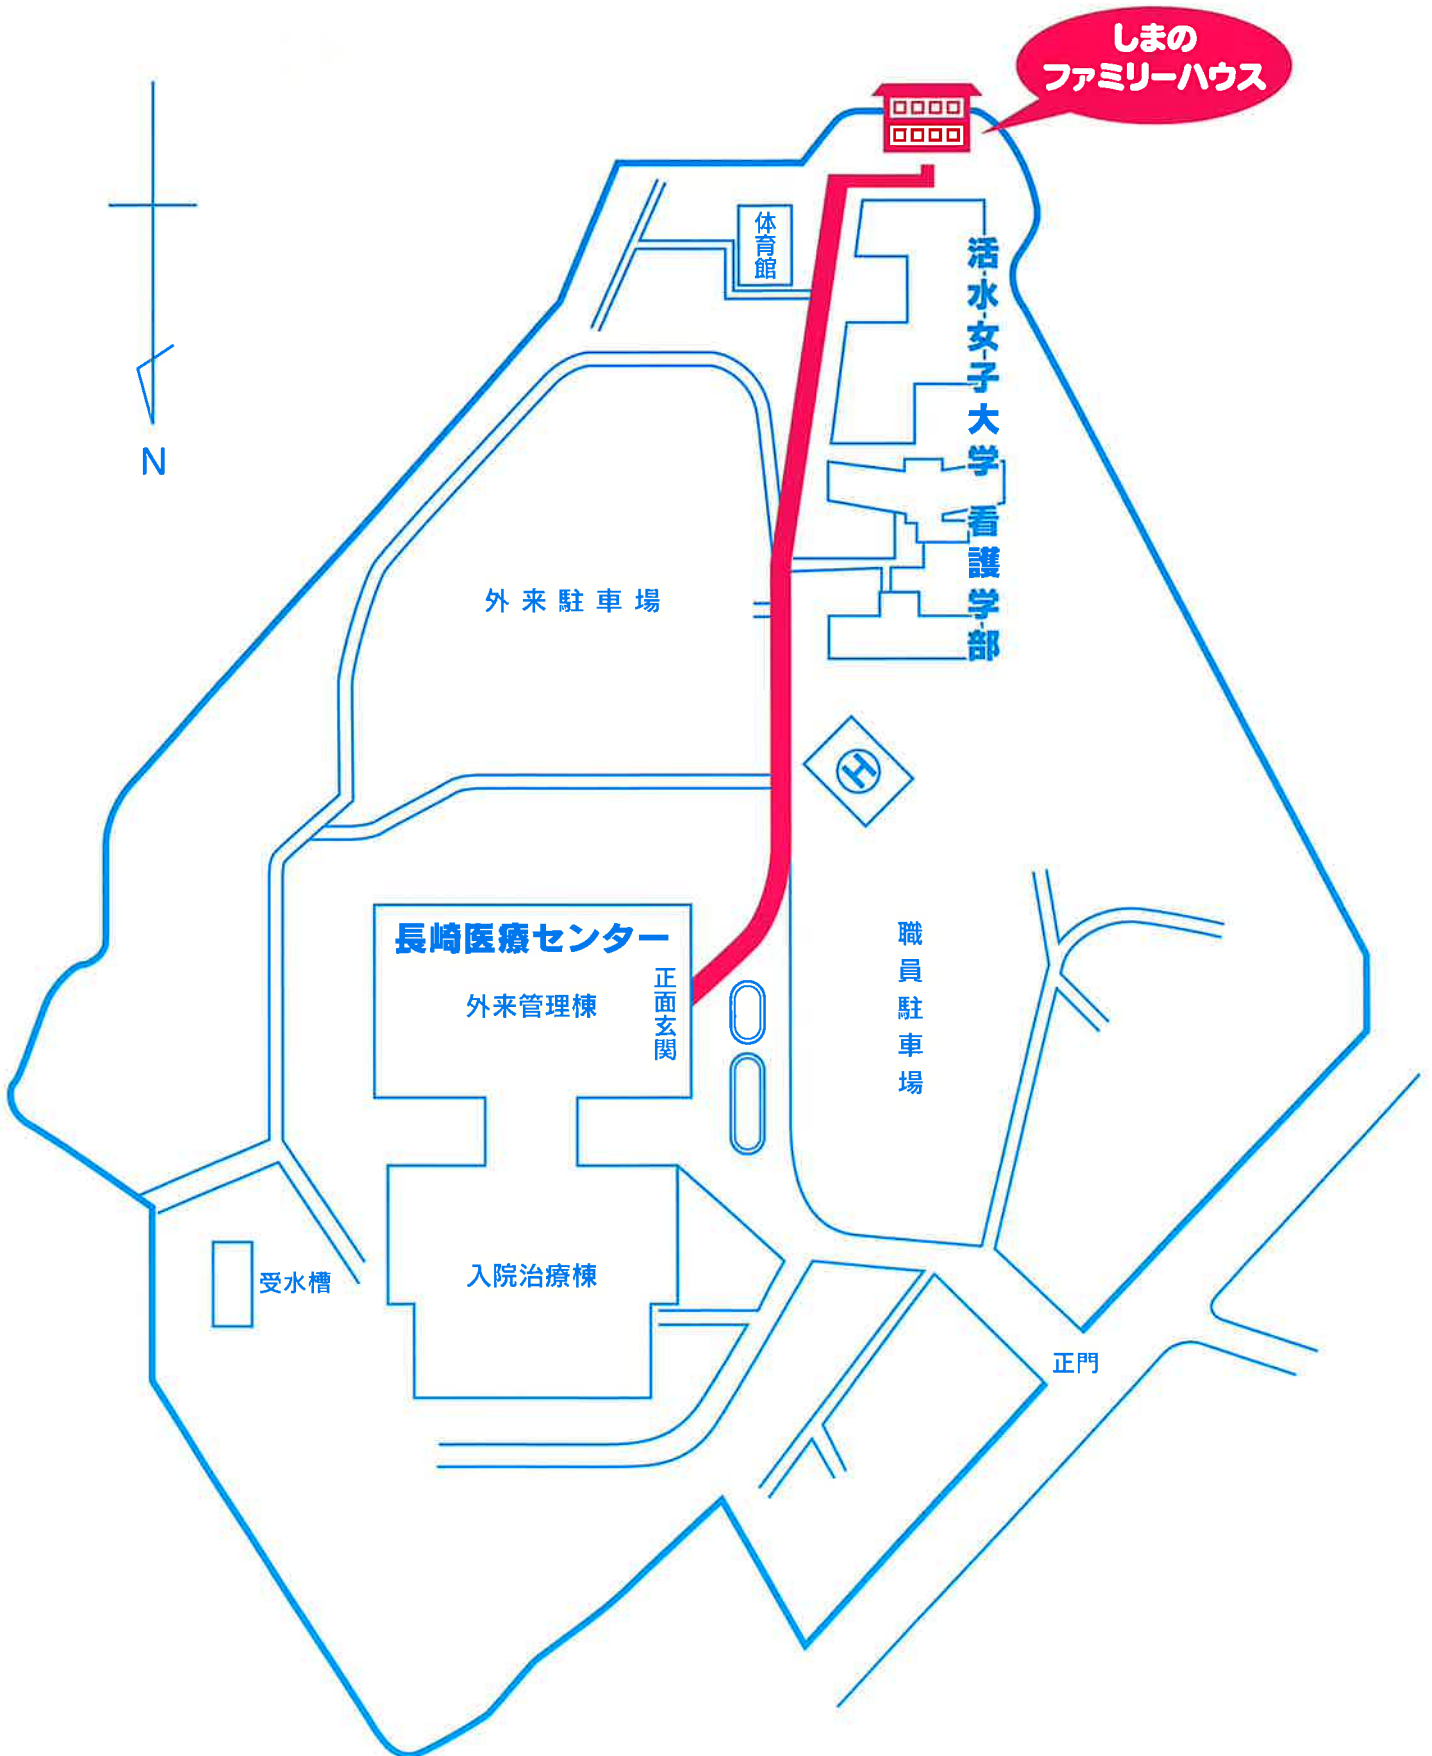 しまの
ファミリーハウス
体育館
活水女子大学 看護学部
N
外来駐車場
H
長崎医療センター
外来管理棟
正面玄関
職員駐車場
受水槽
入院治療棟
正門